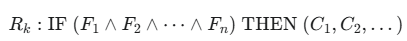 R_k : IF (F_1 ∧ F_2 ∧ ⋯ ∧ F_n) THEN (C_1, C_2, …)